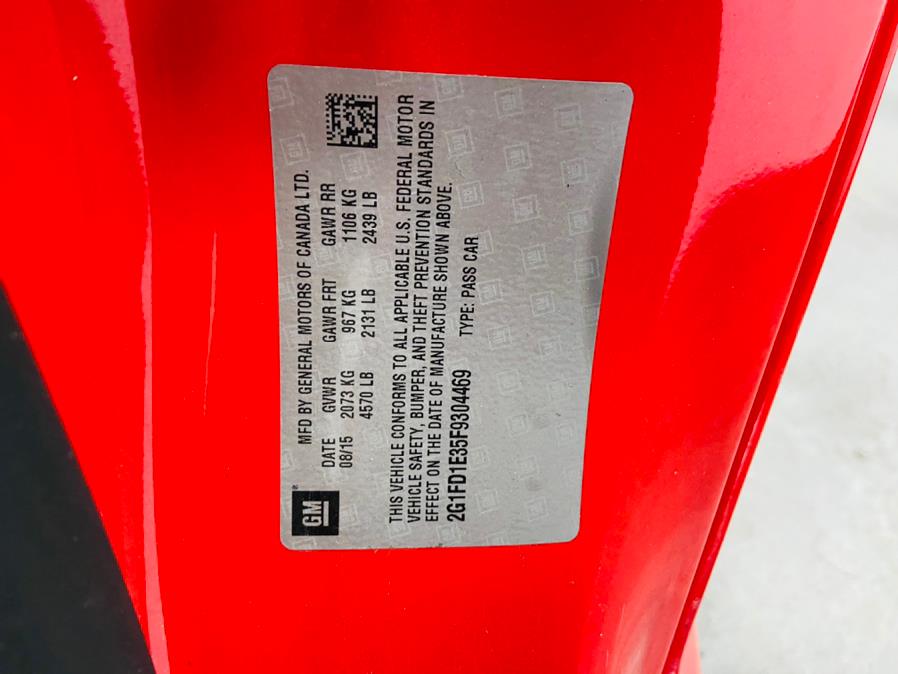 GM®
MFD BY GENERAL MOTORS OF CANADA LTD.
DATE GVWR GAWR FRT GAWR RR
08/15 2073 KG 967 KG 1106 KG
4570 LB 2131 LB 2439 LB
THIS VEHICLE CONFORMS TO ALL APPLICABLE U.S. FEDERAL MOTOR
VEHICLE SAFETY, BUMPER, AND THEFT PREVENTION STANDARDS IN
EFFECT ON THE DATE OF MANUFACTURE SHOWN ABOVE.
2G1FD1E35F9304469 TYPE: PASS CAR